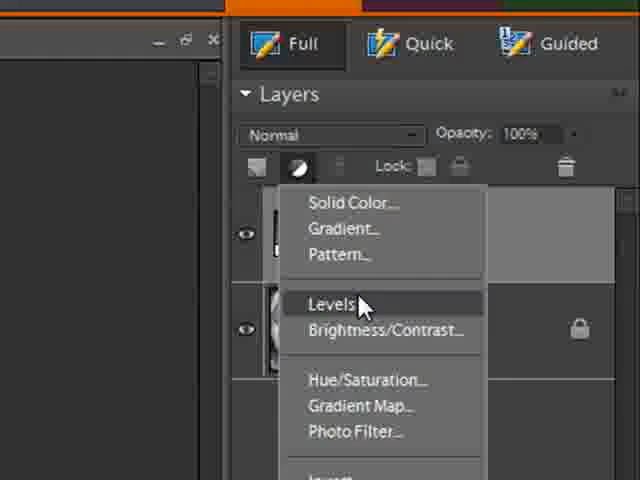 Full Quick Guided
Layers
Normal Opacity: 100%
Lock:
Solid Color...
Gradient...
Pattern...
Levels
Brightness/Contrast...
Hue/Saturation...
Gradient Map...
Photo Filter...